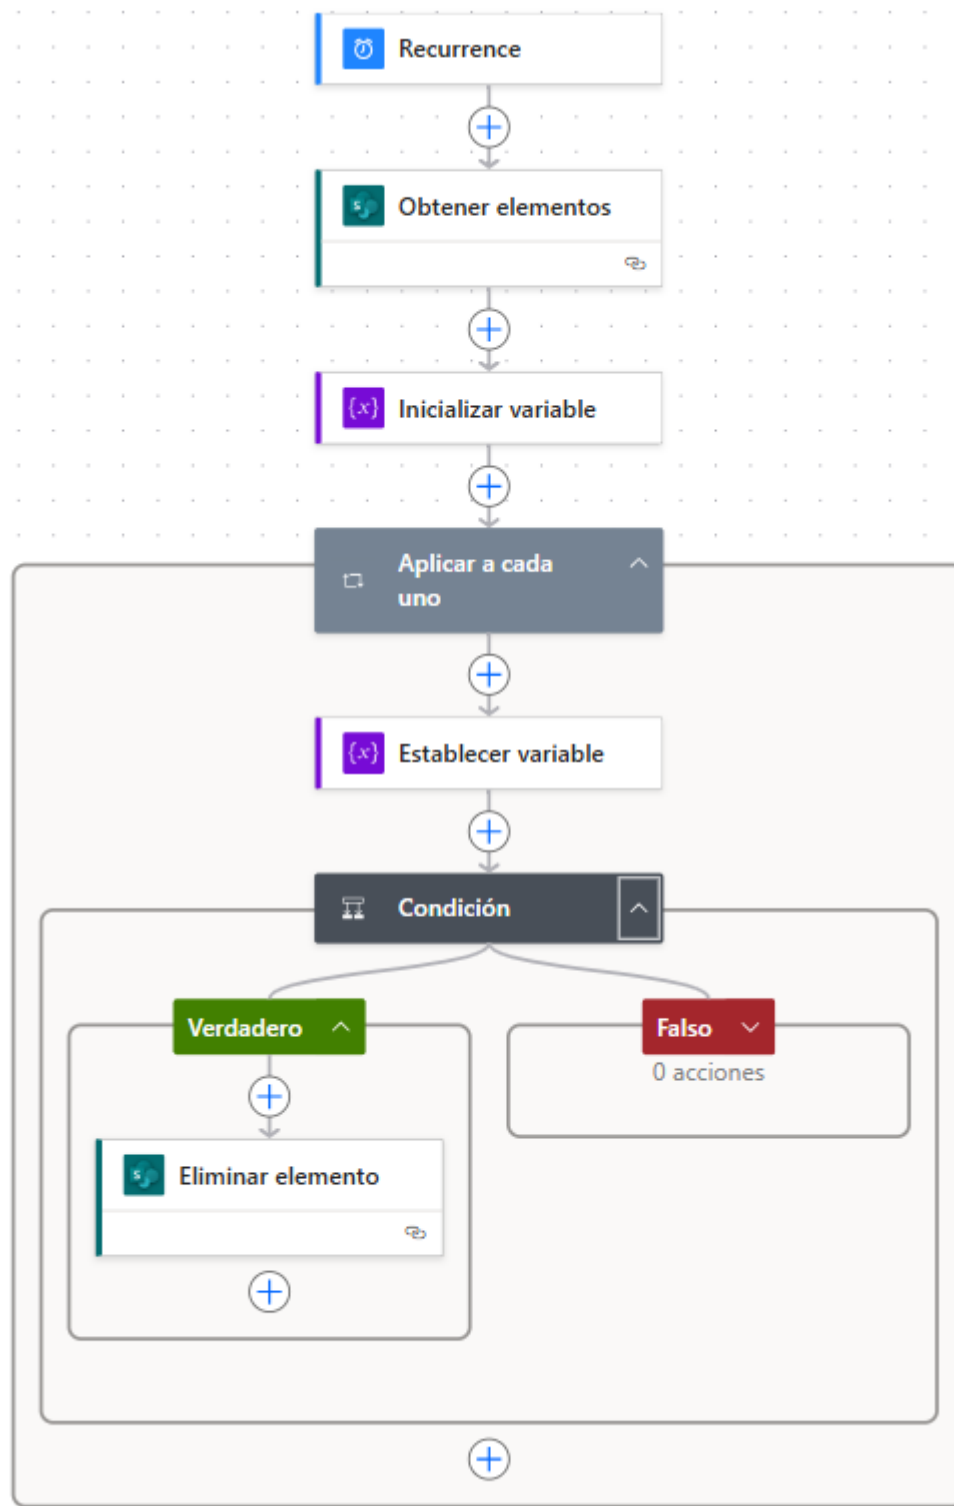 Recurrence
Obtener elementos
Inicializar variable
{x}
Aplicar a cada
uno
Establecer variable
{x}
Condición
Verdadero
Falso
0 acciones
Eliminar elemento